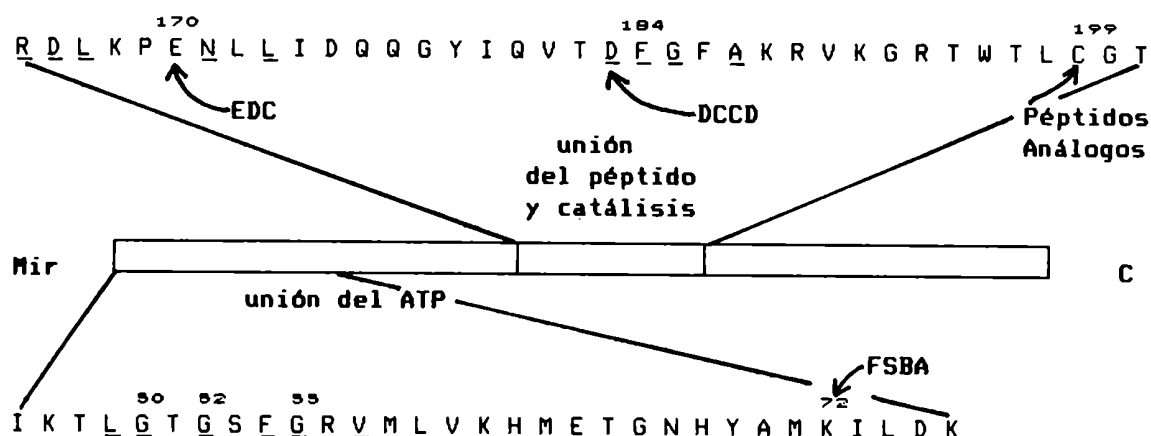 170 184 199
R D L K P E N L L I D Q Q G Y I Q V T D F G F A K R V K G R T W T L C G T
EDC DCCD Péptidos
Análogos
unión
del péptido
y catálisis
Mir C
unión del ATP
FSBA
50 52 55 72
I K T L G T G S F G R V M L V K H M E T G N H Y A M K I L D K